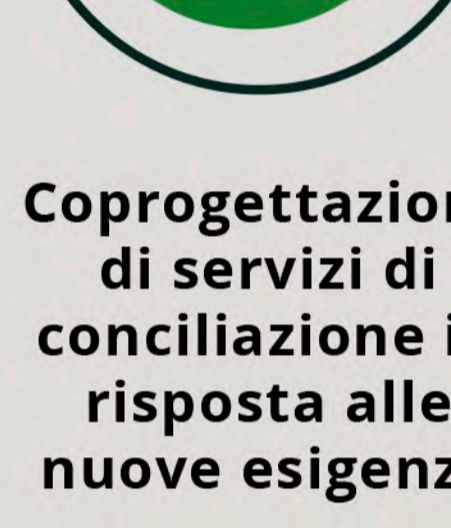 Coprogettazion
di servizi di
conciliazione i
risposta alle
nuove esigenz